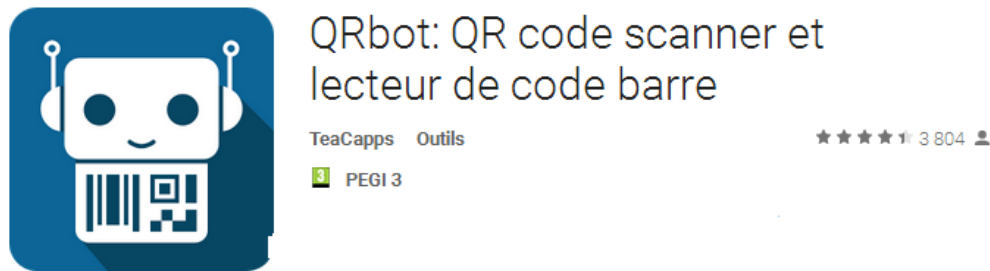 QRbot: QR code scanner et
lecteur de code barre
TeaCapps Outils 3 804
3 PEGI 3